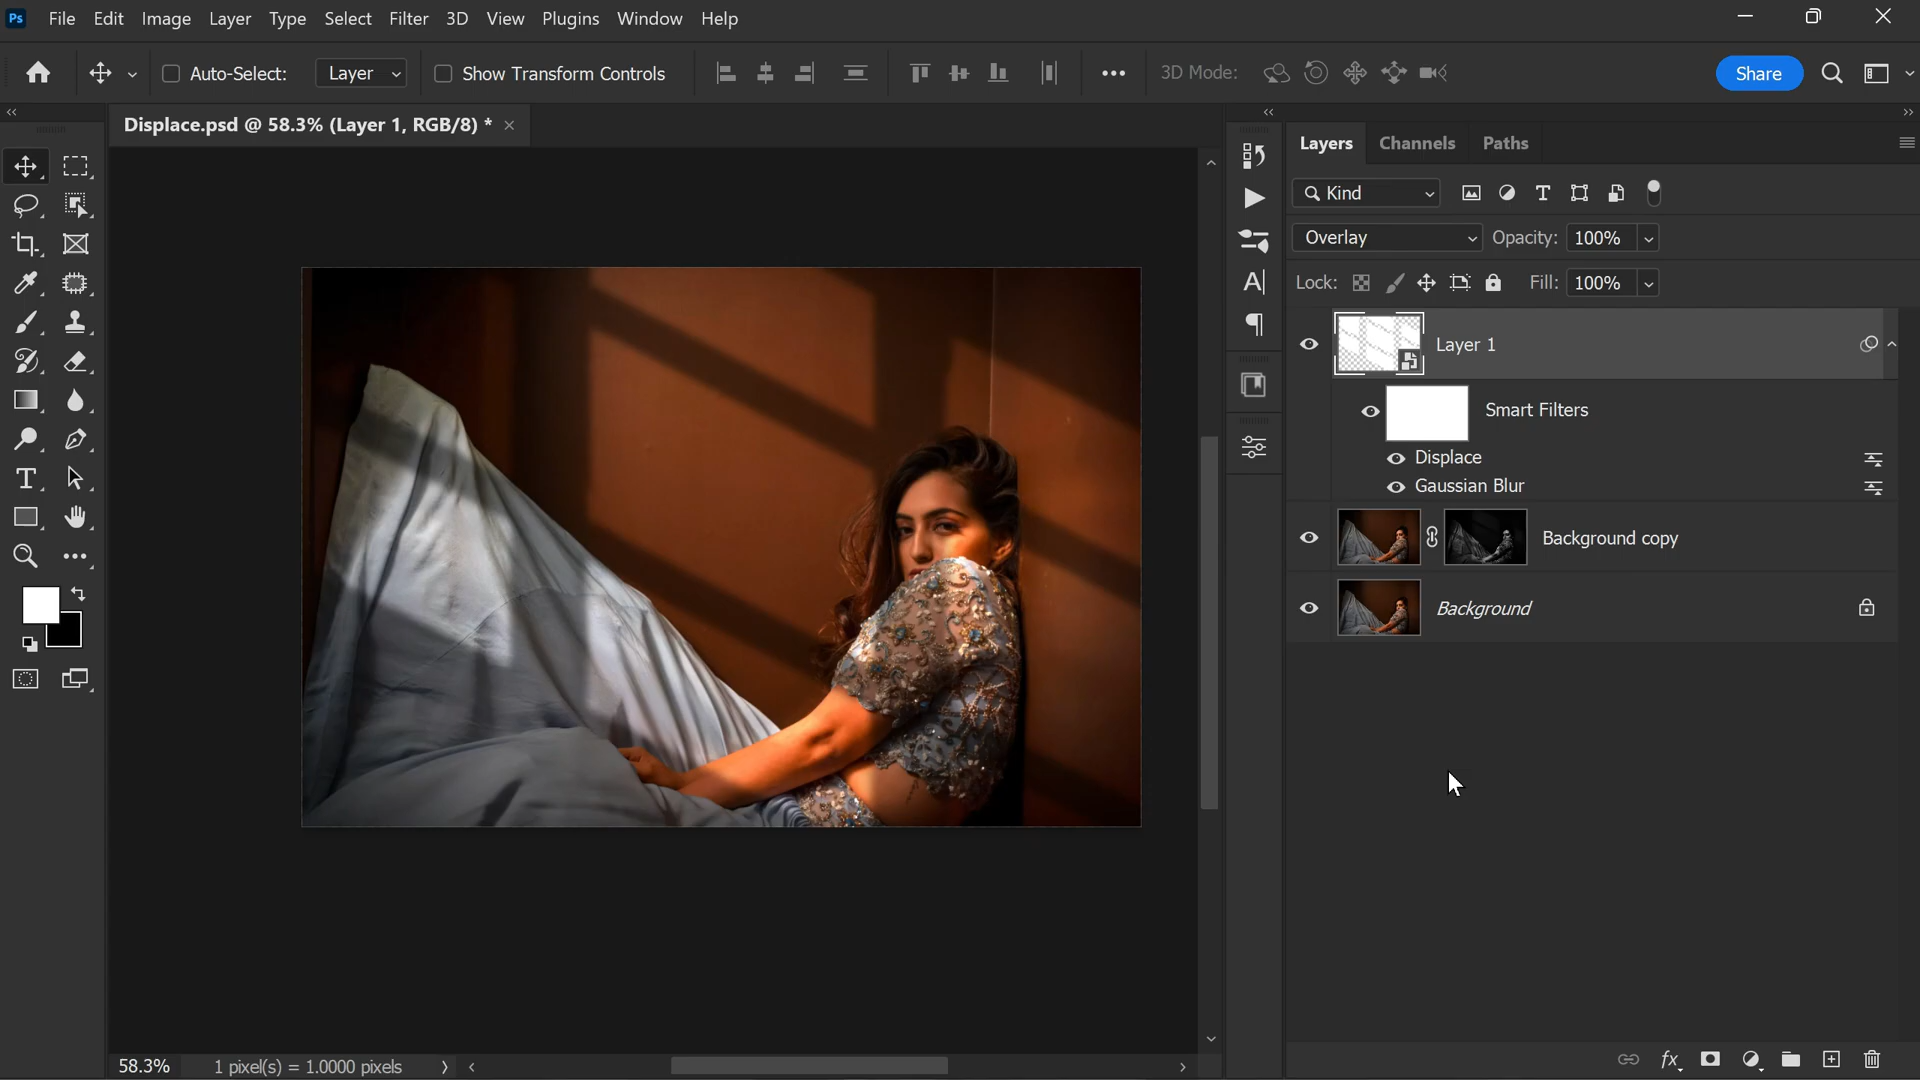 Ps File Edit Image Layer Type Select Filter 3D View Plugins Window Help
Auto-Select: Layer Show Transform Controls 3D Mode: Share
Displace.psd @ 58.3% (Layer 1, RGB/8) *
Layers Channels Paths
Kind
Overlay Opacity: 100%
Lock: Fill: 100%
Layer 1
Smart Filters
Displace
Gaussian Blur
Background copy
Background
58.3% 1 pixel(s) = 1.0000 pixels